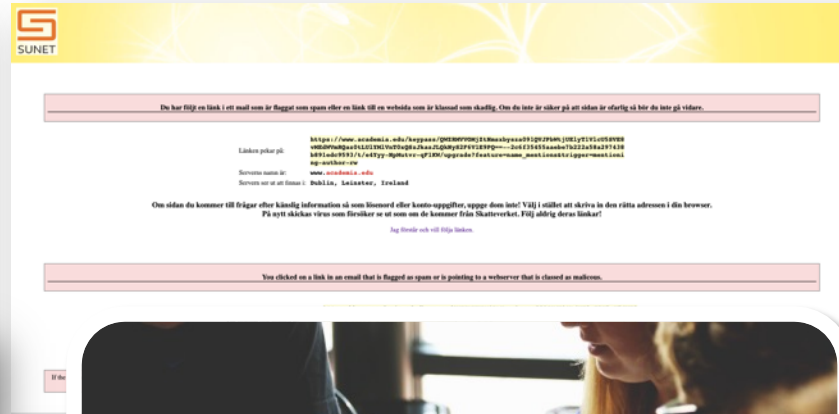 SUNET
Du har följt en länk i ett mail som är flaggat som spam eller en länk till en websida som är klassad som skadlig. Om du inte är säker på att sidan är ofarlig så bör du inte gå vidare.
Länken pekar på:
ng-author-rw
Serverns namn är: www.academia.edu
Servern ser ut att finnas i: Dublin, Leinster, Ireland
Om sidan du kommer till frågar efter känslig information så som lösenord eller konto-uppgifter, uppge dom inte! Välj i stället att skriva in den rätta adressen i din browser.
På nytt skickas virus som försöker se ut som om de kommer från Skatteverket. Följ aldrig deras länkar!
Jag förstår och vill följa länken.
You clicked on a link in an email that is flagged as spam or is pointing to a webserver that is classed as malicous.
If the